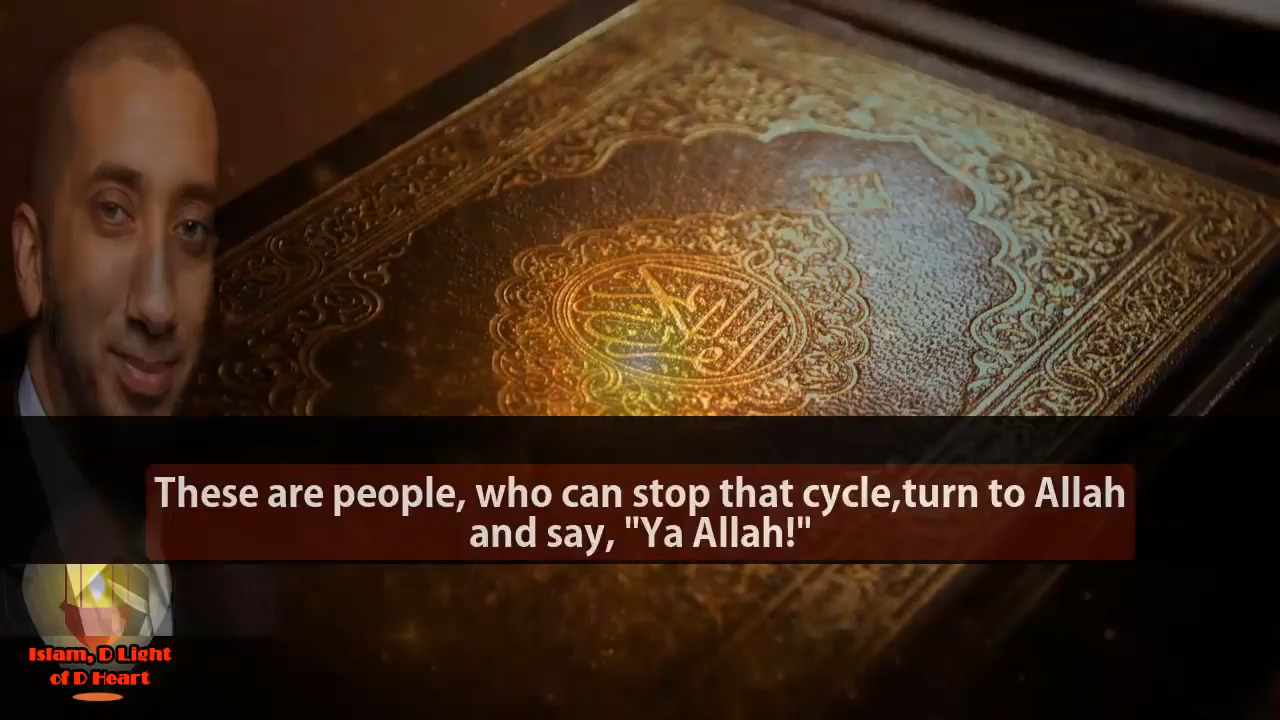 These are people, who can stop that cycle,turn to Allah
and say, "Ya Allah!"
Islam, D Light
of D Heart